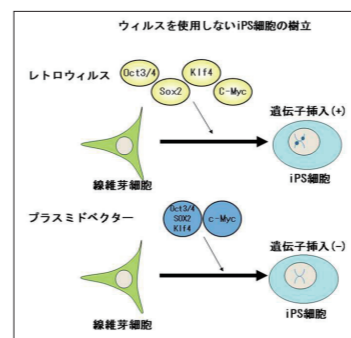 ウィルスを使用しないiPS細胞の樹立
レトロウィルス
Oct3/4
Klf4
Sox2
C-Myc
遺伝子挿入(+)
線維芽細胞
iPS細胞
プラスミドベクター
Oct3/4
SOX2
Klf4
c-Myc
遺伝子挿入(-)
線維芽細胞
iPS細胞